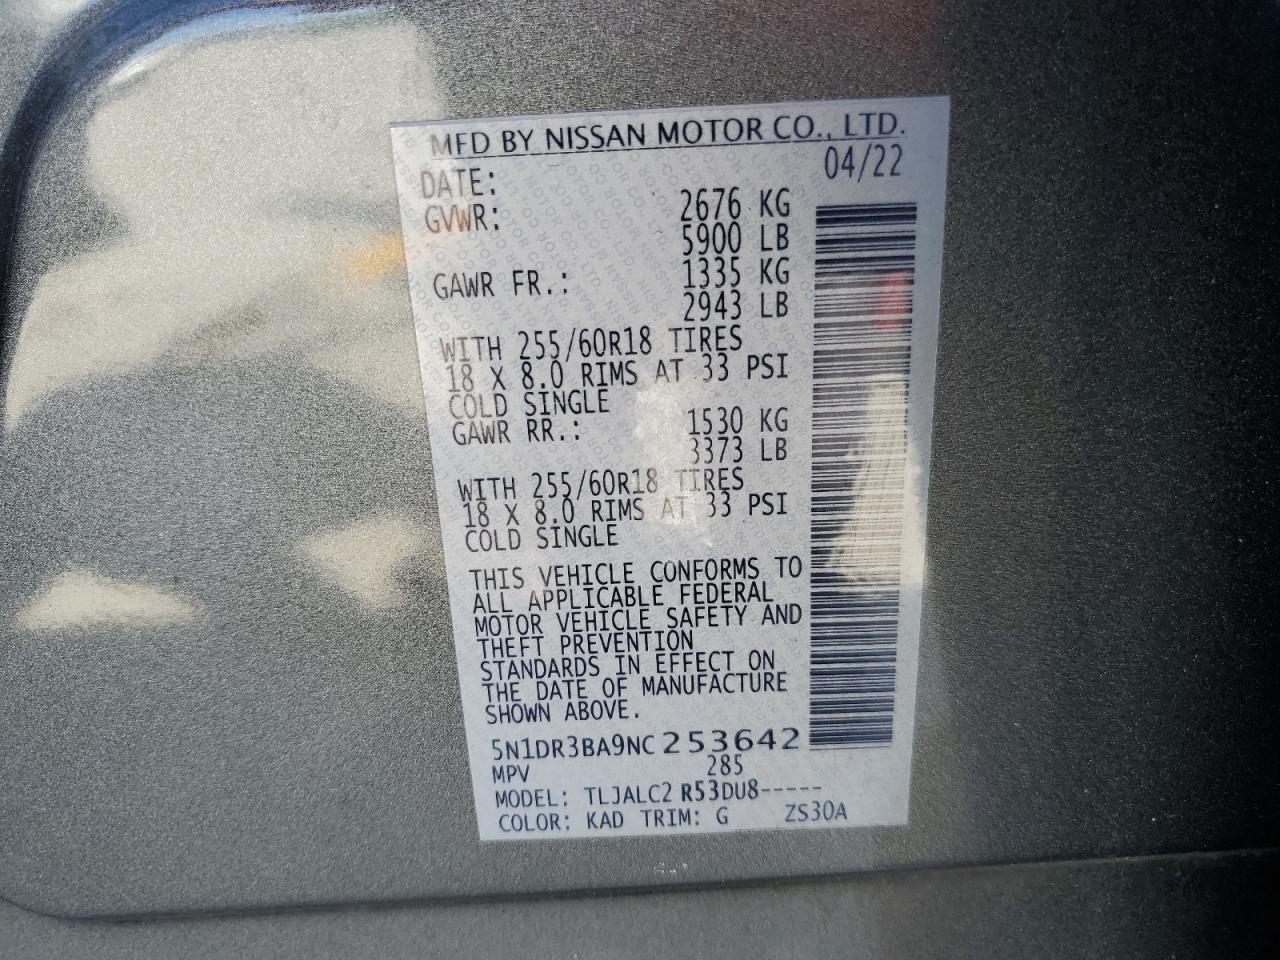 MFD BY NISSAN MOTOR CO., LTD.
DATE: 04/22
GVWR: 2676 KG
5900 LB
GAWR FR.: 1335 KG
2943 LB
WITH 255/60R18 TIRES
18 X 8.0 RIMS AT 33 PSI
COLD SINGLE
GAWR RR.: 1530 KG
3373 LB
WITH 255/60R18 TIRES
18 X 8.0 RIMS AT 33 PSI
COLD SINGLE
THIS VEHICLE CONFORMS TO
ALL APPLICABLE FEDERAL
MOTOR VEHICLE SAFETY AND
THEFT PREVENTION
STANDARDS IN EFFECT ON
THE DATE OF MANUFACTURE
SHOWN ABOVE.
5N1DR3BA9NC253642
MPV 285
MODEL: TLJALC2 R53DU8-----
COLOR: KAD TRIM: G ZS30A